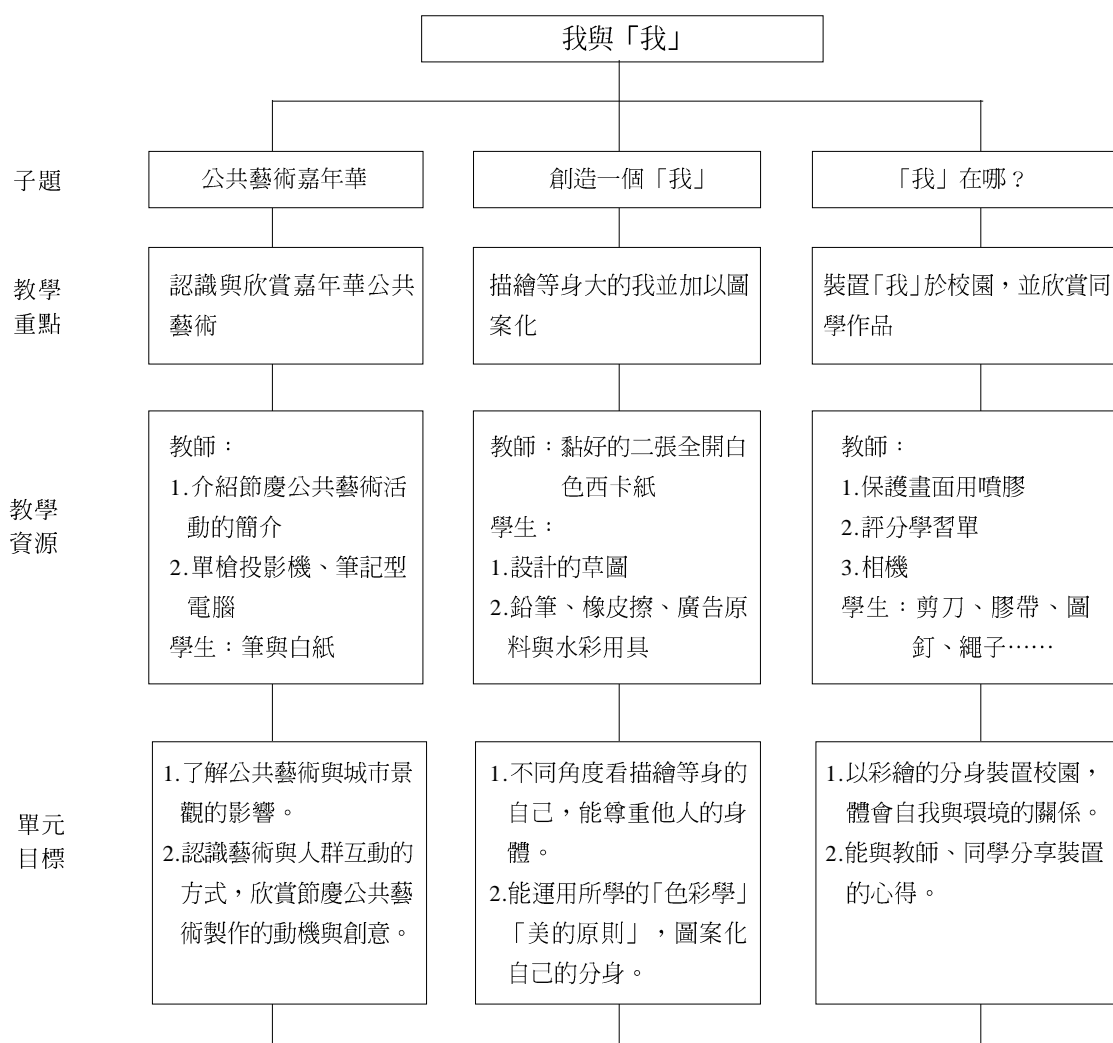 我與「我」
子題
公共藝術嘉年華
創造一個「我」
「我」在哪？
教學
重點
認識與欣賞嘉年華公共
藝術
描繪等身大的我並加以圖
案化
裝置「我」於校園，並欣賞同
學作品
教學
資源
教師：
1.介紹節慶公共藝術活
動的簡介
2.單槍投影機、筆記型
電腦
學生：筆與白紙
教師：黏好的二張全開白
色西卡紙
學生：
1.設計的草圖
2.鉛筆、橡皮擦、廣告原
料與水彩用具
教師：
1.保護畫面用噴膠
2.評分學習單
3.相機
學生：剪刀、膠帶、圖
釘、繩子……
單元
目標
1.了解公共藝術與城市景
觀的影響。
2.認識藝術與人群互動的
方式，欣賞節慶公共藝
術製作的動機與創意。
1.不同角度看描繪等身的
自己，能尊重他人的身
體。
2.能運用所學的「色彩學」
「美的原則」，圖案化
自己的分身。
1.以彩繪的分身裝置校園，
體會自我與環境的關係。
2.能與教師、同學分享裝置
的心得。